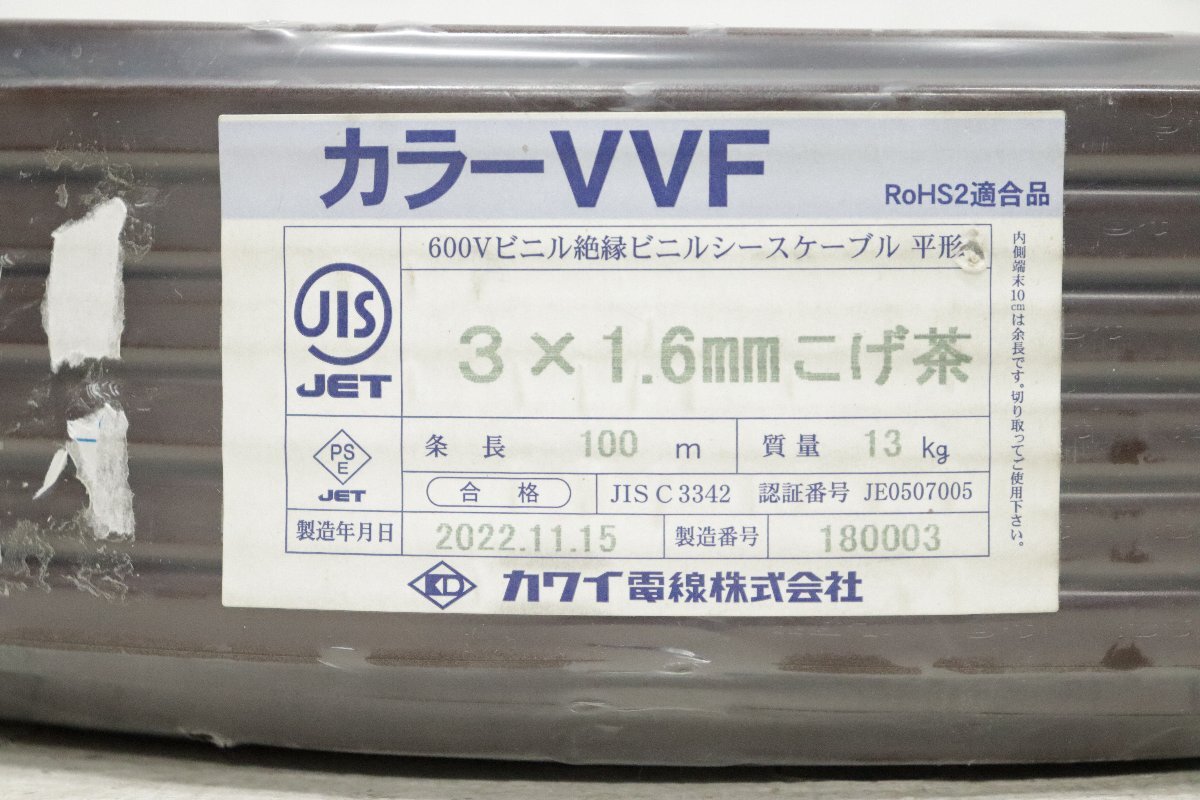 カラーVVF
RoHS2適合品
600Vビニル絶縁ビニルシースケーブル 平形
JIS
JET
3×1.6mmこげ茶
PS
E
JET
条長 100 m
質量 13 kg
合格
JIS C 3342 認証番号 JE0507005
製造年月日 2022.11.15
製造番号 180003
KD カワイ電線株式会社
内側端末10cmは余長です。切り取ってご使用下さい。